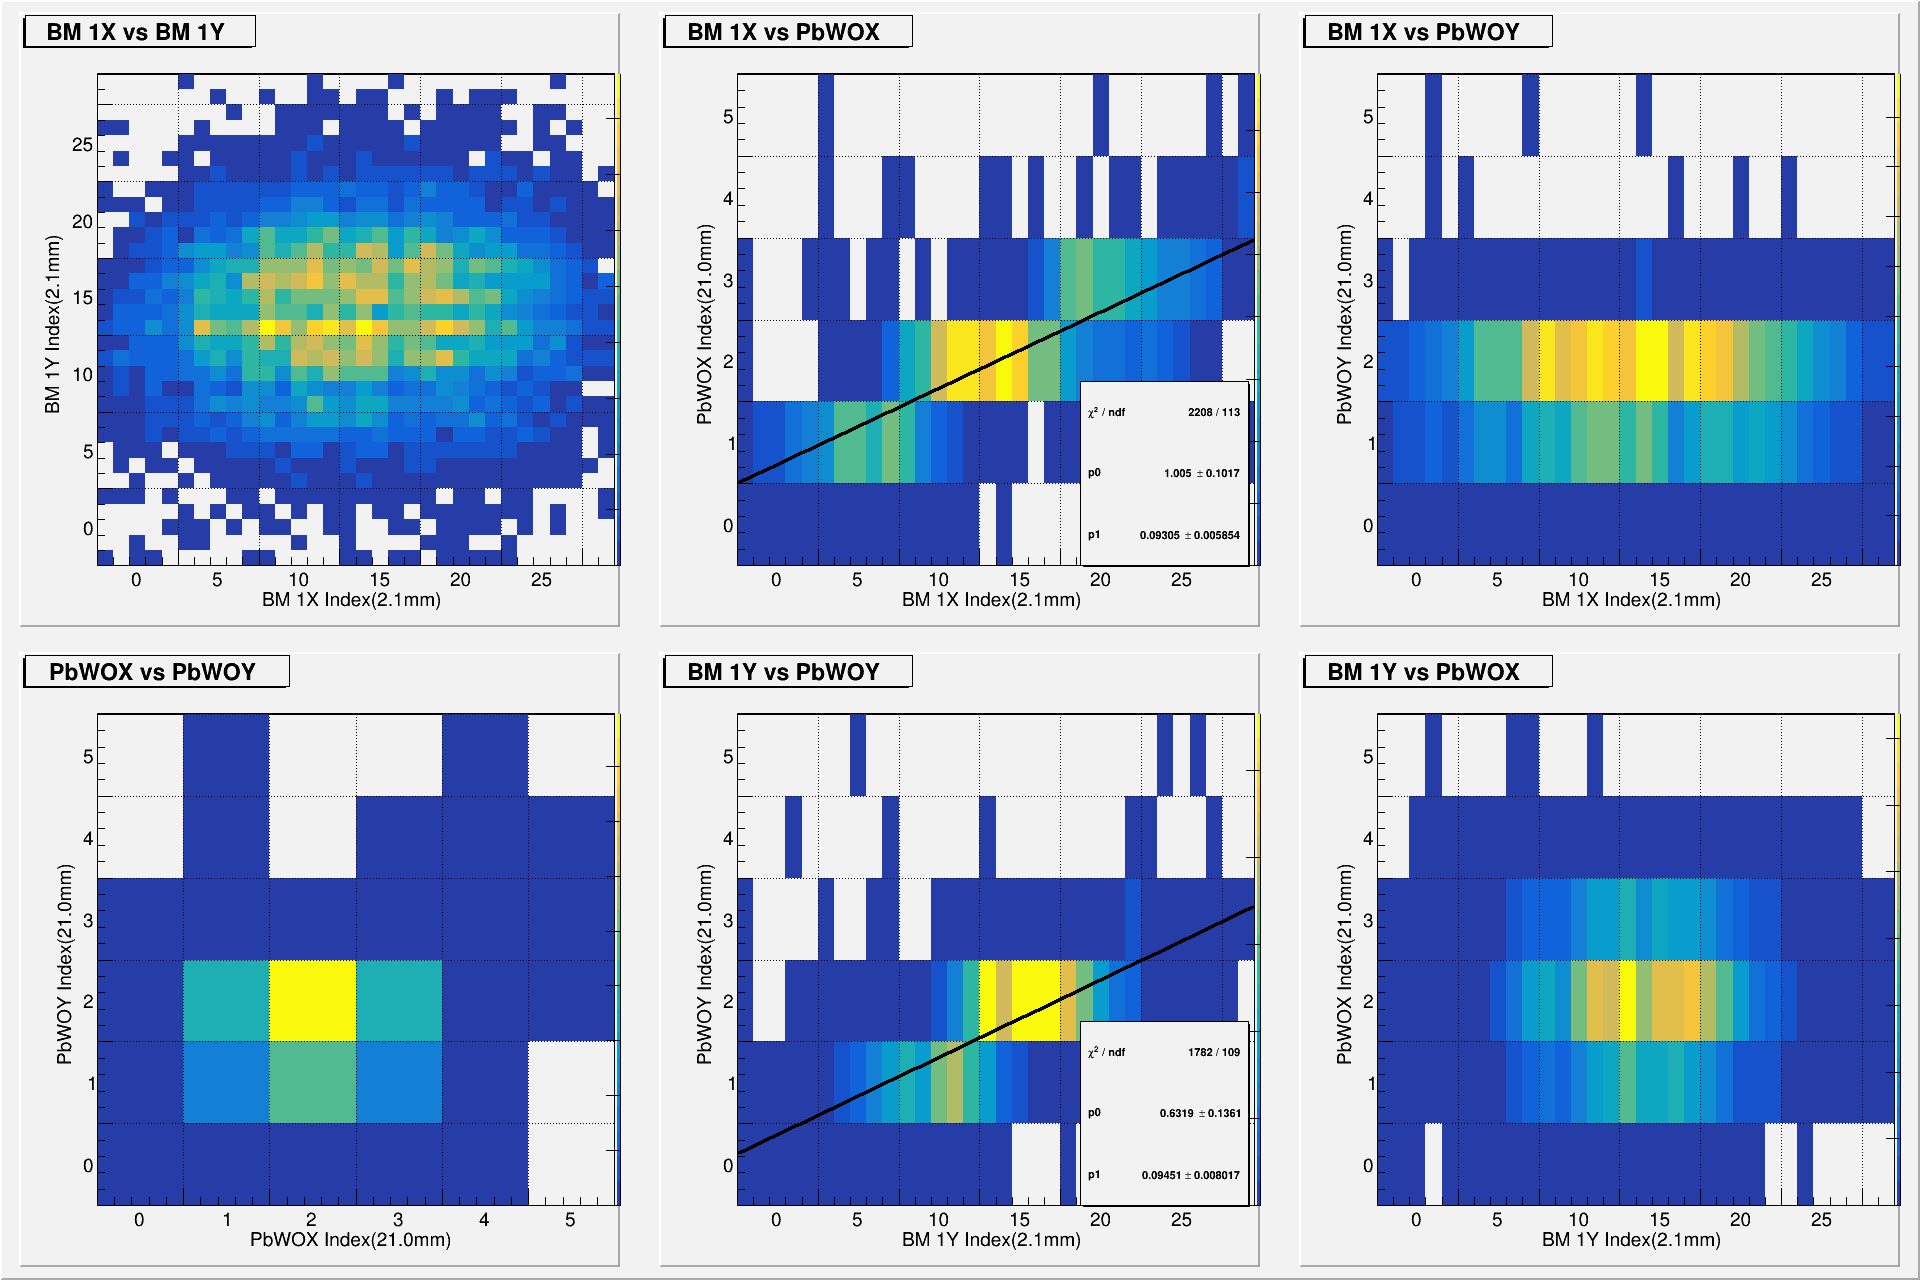 BM 1X vs BM 1Y
BM 1Y Index(2.1mm)
25
20
15
10
5
0
0 5 10 15 20 25
BM 1X Index(2.1mm)
BM 1X vs PbWOX
PbWOX Index(21.0mm)
5
4
3
2
1
0
χ² / ndf 2208 / 113
p0 1.005 ± 0.1017
p1 0.09305 ± 0.005854
0 5 10 15 20 25
BM 1X Index(2.1mm)
BM 1X vs PbWOY
PbWOY Index(21.0mm)
5
4
3
2
1
0
0 5 10 15 20 25
BM 1X Index(2.1mm)
PbWOX vs PbWOY
PbWOY Index(21.0mm)
5
4
3
2
1
0
0 1 2 3 4 5
PbWOX Index(21.0mm)
BM 1Y vs PbWOY
PbWOY Index(21.0mm)
5
4
3
2
1
0
χ² / ndf 1782 / 109
p0 0.6319 ± 0.1361
p1 0.09451 ± 0.008017
0 5 10 15 20 25
BM 1Y Index(2.1mm)
BM 1Y vs PbWOX
PbWOX Index(21.0mm)
5
4
3
2
1
0
0 5 10 15 20 25
BM 1Y Index(2.1mm)